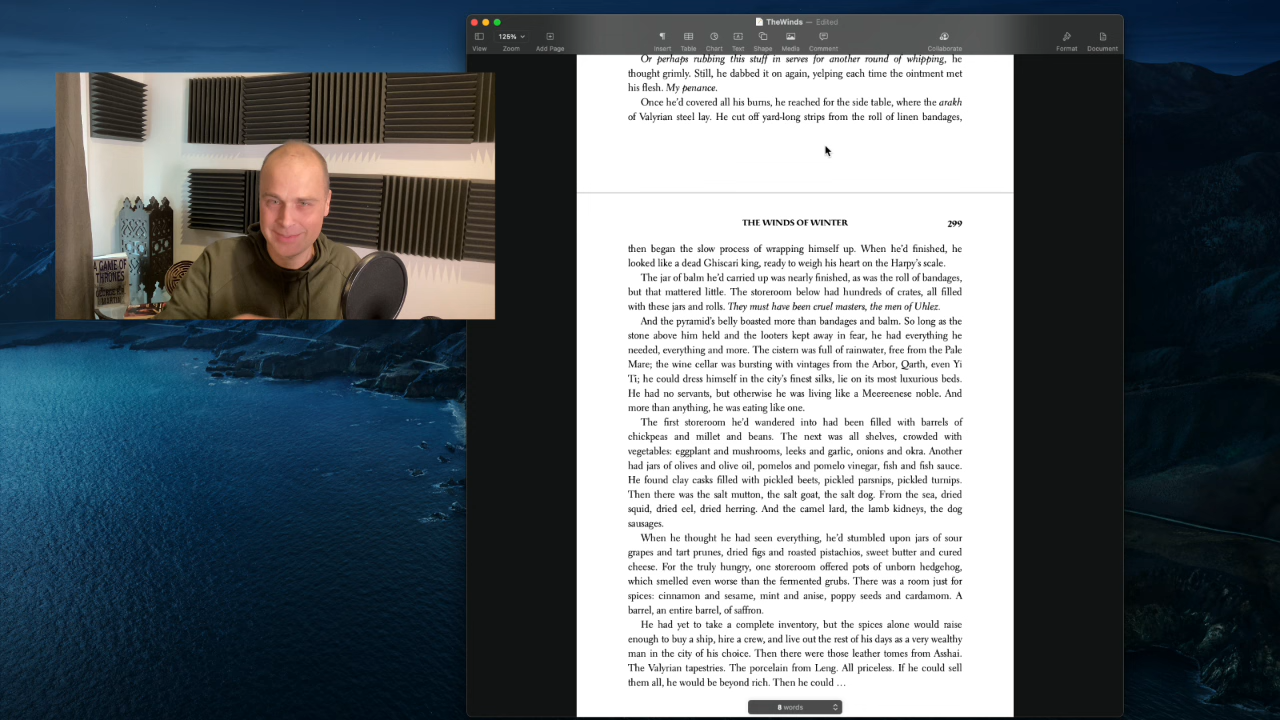 TheWinds — Edited
125%
View
Zoom
Add Page
Insert
Table
Chart
Text
Shape
Media
Comment
Collaborate
Format
Document
Or perhaps rubbing this stuff in serves for another round of whipping, he
thought grimly. Still, he dabbed it on again, yelping each time the ointment met
his flesh. My penance.
Once he’d covered all his burns, he reached for the side table, where the arakh
of Valyrian steel lay. He cut off yard-long strips from the roll of linen bandages,
THE WINDS OF WINTER 299
then began the slow process of wrapping himself up. When he’d finished, he
looked like a dead Ghiscari king, ready to weigh his heart on the Harpy’s scale.
The jar of balm he’d carried up was nearly finished, as was the roll of bandages,
but that mattered little. The storeroom below had hundreds of crates, all filled
with these jars and rolls. They must have been cruel masters, the men of Uhlez.
And the pyramid’s belly boasted more than bandages and balm. So long as the
stone above him held and the looters kept away in fear, he had everything he
needed, everything and more. The cistern was full of rainwater, free from the Pale
Mare; the wine cellar was bursting with vintages from the Arbor, Qarth, even Yi
Ti; he could dress himself in the city’s finest silks, lie on its most luxurious beds.
He had no servants, but otherwise he was living like a Meereenese noble. And
more than anything, he was eating like one.
The first storeroom he’d wandered into had been filled with barrels of
chickpeas and millet and beans. The next was all shelves, crowded with
vegetables: eggplant and mushrooms, leeks and garlic, onions and okra. Another
had jars of olives and olive oil, pomelos and pomelo vinegar, fish and fish sauce.
He found clay casks filled with pickled beets, pickled parsnips, pickled turnips.
Then there was the salt mutton, the salt goat, the salt dog. From the sea, dried
squid, dried eel, dried herring. And the camel lard, the lamb kidneys, the dog
sausages.
When he thought he had seen everything, he’d stumbled upon jars of sour
grapes and tart prunes, dried figs and roasted pistachios, sweet butter and cured
cheese. For the truly hungry, one storeroom offered pots of unborn hedgehog,
which smelled even worse than the fermented grubs. There was a room just for
spices: cinnamon and sesame, mint and anise, poppy seeds and cardamom. A
barrel, an entire barrel, of saffron.
He had yet to take a complete inventory, but the spices alone would raise
enough to buy a ship, hire a crew, and live out the rest of his days as a very wealthy
man in the city of his choice. Then there were those leather tomes from Asshai.
The Valyrian tapestries. The porcelain from Leng. All priceless. If he could sell
them all, he would be beyond rich. Then he could …
8 words
A GAME OF
THRONES
MARTIN